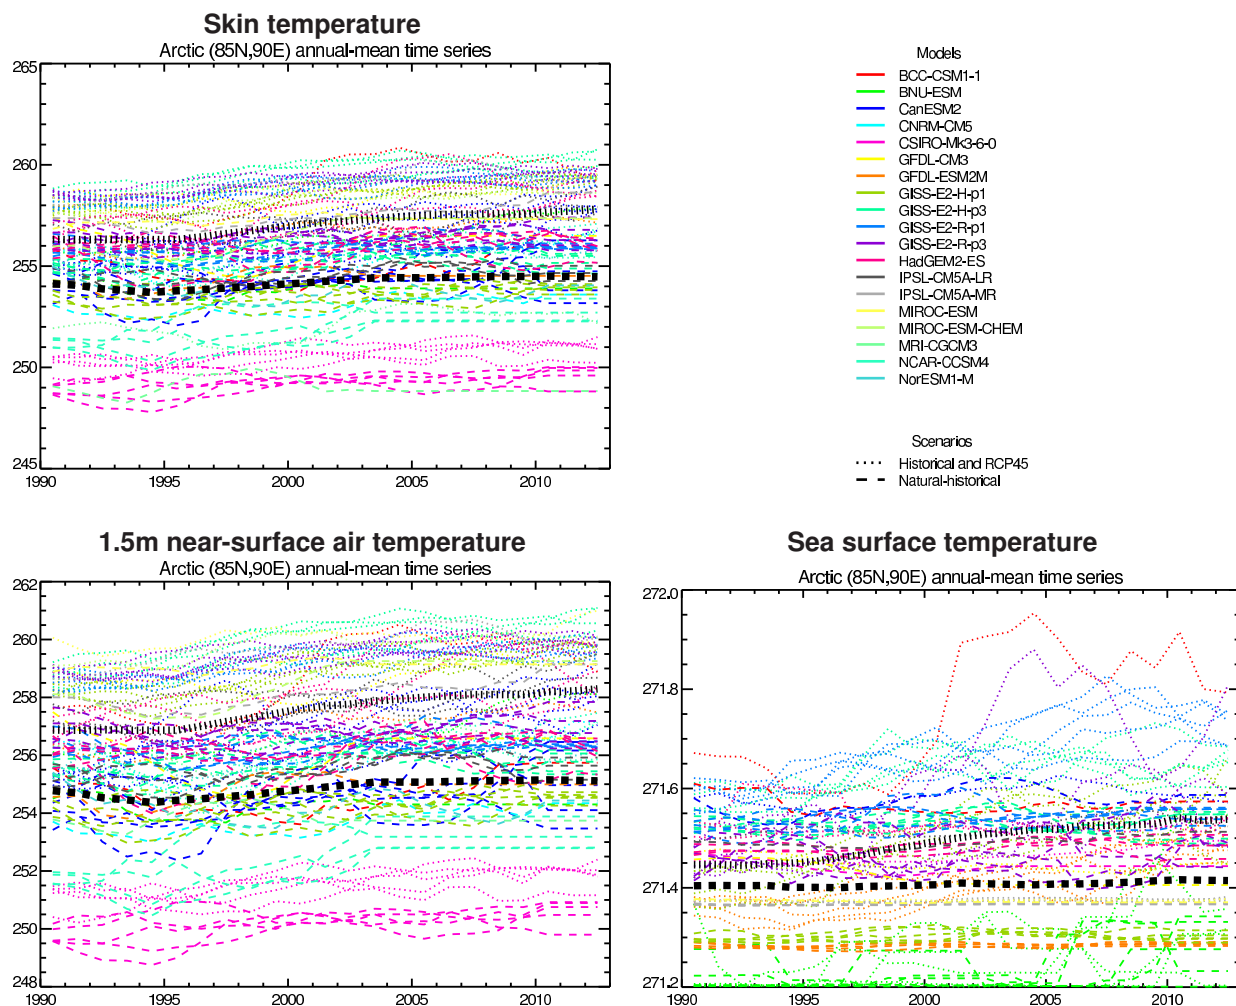 Skin temperature
Arctic (85N,90E) annual-mean time series
265
260
255
250
245
1990
1995
2000
2005
2010
Models
BCC-CSM1-1
BNU-ESM
CanESM2
CNRM-CM5
CSIRO-Mk3-6-0
GFDL-CM3
GFDL-ESM2M
GISS-E2-H-p1
GISS-E2-H-p3
GISS-E2-R-p1
GISS-E2-R-p3
HadGEM2-ES
IPSL-CM5A-LR
IPSL-CM5A-MR
MIROC-ESM
MIROC-ESM-CHEM
MRI-CGCM3
NCAR-CCSM4
NorESM1-M
Scenarios
Historical and RCP45
Natural-historical
1.5m near-surface air temperature
Arctic (85N,90E) annual-mean time series
262
260
258
256
254
252
250
248
1990
1995
2000
2005
2010
Sea surface temperature
Arctic (85N,90E) annual-mean time series
272.0
271.8
271.6
271.4
271.2
1990
1995
2000
2005
2010